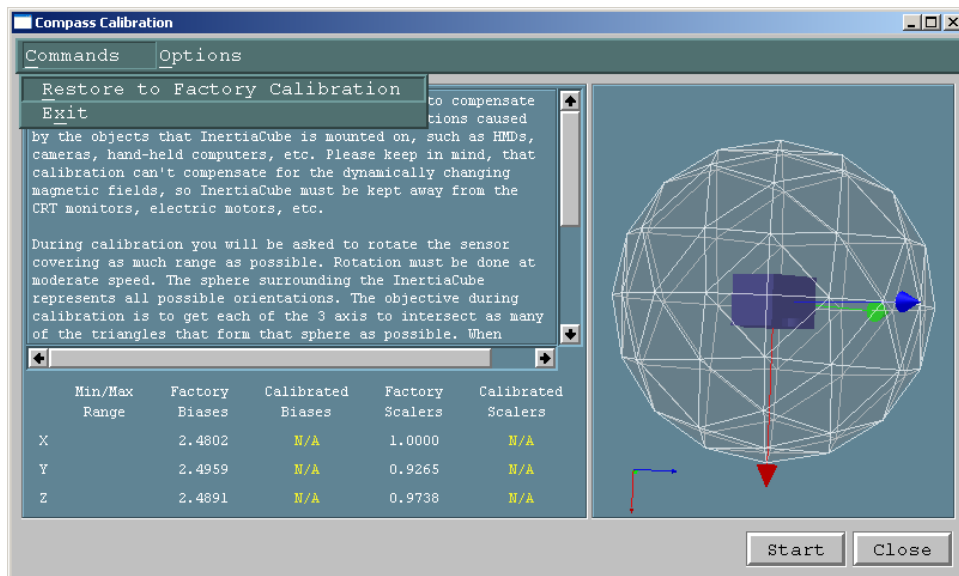 Compass Calibration
Commands Options
Restore to Factory Calibration
Exit
to compensate
tions caused
by the objects that InertiaCube is mounted on, such as HMDs,
cameras, hand-held computers, etc. Please keep in mind, that
calibration can't compensate for the dynamically changing
magnetic fields, so InertiaCube must be kept away from the
CRT monitors, electric motors, etc.
During calibration you will be asked to rotate the sensor
covering as much range as possible. Rotation must be done at
moderate speed. The sphere surrounding the InertiaCube
represents all possible orientations. The objective during
calibration is to get each of the 3 axis to intersect as many
of the triangles that form that sphere as possible. When
Min/Max Factory Calibrated Factory Calibrated
Range Biases Biases Scalers Scalers
X 2.4802 N/A 1.0000 N/A
Y 2.4959 N/A 0.9265 N/A
Z 2.4891 N/A 0.9738 N/A
Start Close